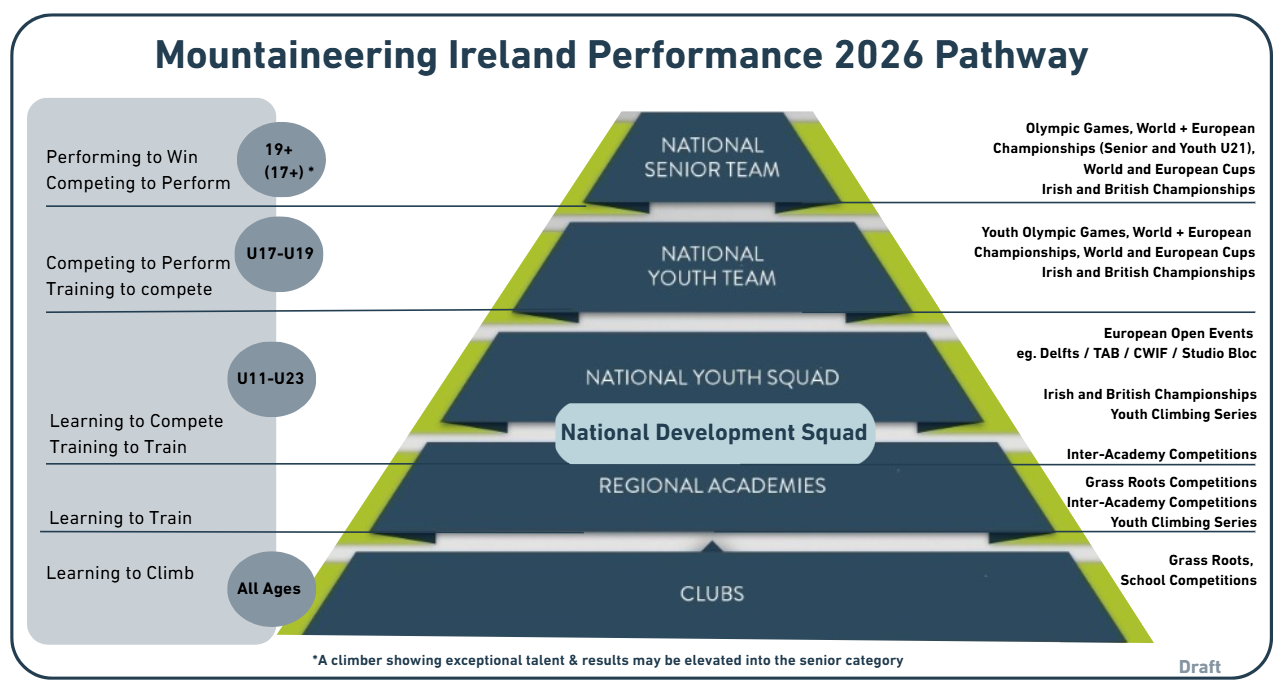 Mountaineering Ireland Performance 2026 Pathway
Performing to Win
Competing to Perform
19+
(17+) *
NATIONAL
SENIOR TEAM
Olympic Games, World + European
Championships (Senior and Youth U21),
World and European Cups
Irish and British Championships
Competing to Perform
Training to compete
U17-U19
NATIONAL
YOUTH TEAM
Youth Olympic Games, World + European
Championships, World and European Cups
Irish and British Championships
U11-U23
Learning to Compete
Training to Train
NATIONAL YOUTH SQUAD
National Development Squad
European Open Events
eg. Delfts / TAB / CWIF / Studio Bloc
Irish and British Championships
Youth Climbing Series
Inter-Academy Competitions
Learning to Train
REGIONAL ACADEMIES
Grass Roots Competitions
Inter-Academy Competitions
Youth Climbing Series
Learning to Climb
All Ages
CLUBS
Grass Roots,
School Competitions
*A climber showing exceptional talent & results may be elevated into the senior category
Draft